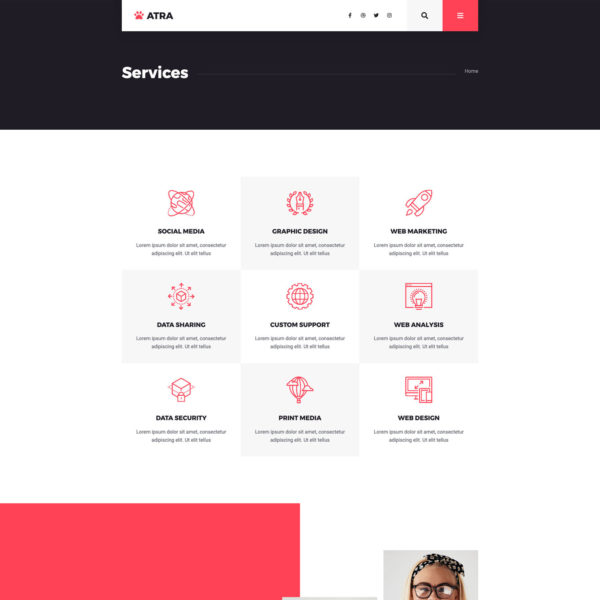 ATRA
Services
Home
SOCIAL MEDIA
Lorem ipsum dolor sit amet, consectetur
adipiscing elit. Ut elit tellus
GRAPHIC DESIGN
Lorem ipsum dolor sit amet, consectetur
adipiscing elit. Ut elit tellus
WEB MARKETING
Lorem ipsum dolor sit amet, consectetur
adipiscing elit. Ut elit tellus
DATA SHARING
Lorem ipsum dolor sit amet, consectetur
adipiscing elit. Ut elit tellus
CUSTOM SUPPORT
Lorem ipsum dolor sit amet, consectetur
adipiscing elit. Ut elit tellus
WEB ANALYSIS
Lorem ipsum dolor sit amet, consectetur
adipiscing elit. Ut elit tellus
DATA SECURITY
Lorem ipsum dolor sit amet, consectetur
adipiscing elit. Ut elit tellus
PRINT MEDIA
Lorem ipsum dolor sit amet, consectetur
adipiscing elit. Ut elit tellus
WEB DESIGN
Lorem ipsum dolor sit amet, consectetur
adipiscing elit. Ut elit tellus